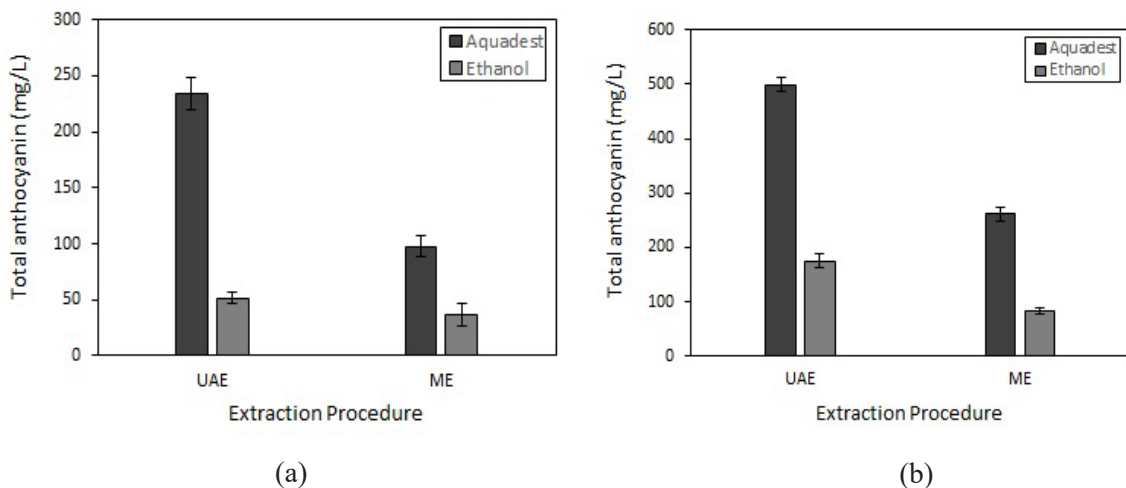 300
250
200
150
100
50
0
Total anthocyanin (mg/L)
Aquadest
Ethanol
UAE
ME
Extraction Procedure
(a)
600
500
400
300
200
100
0
Total anthocyanin (mg/L)
Aquadest
Ethanol
UAE
ME
Extraction Procedure
(b)